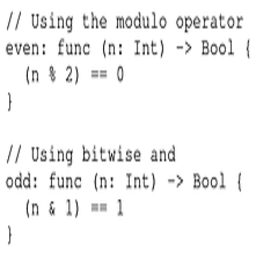 // Using the modulo operator
even: func (n: Int) -> Bool {
  (n % 2) == 0
}

// Using bitwise and
odd: func (n: Int) -> Bool {
  (n & 1) == 1
}